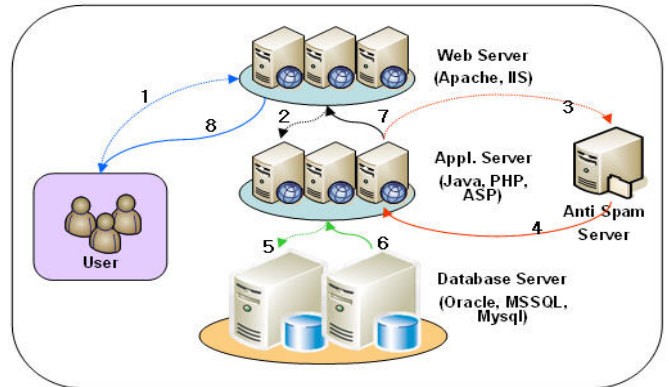 Web Server
(Apache, IIS)
1
8
2
7
3
Appl. Server
(Java, PHP,
ASP)
Anti Spam
Server
4
User
5
6
Database Server
(Oracle, MSSQL,
Mysql)